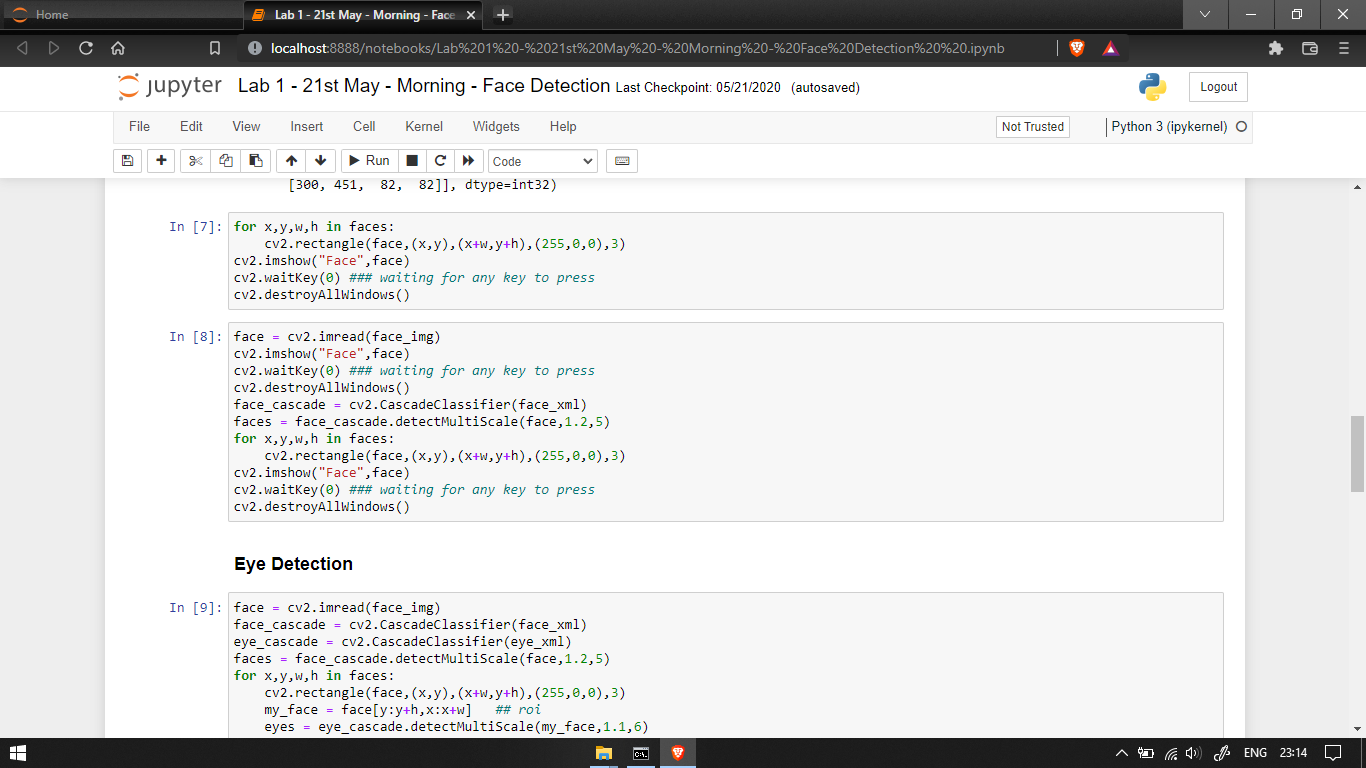 Home
Lab 1 - 21st May - Morning - Face
localhost:8888/notebooks/Lab%201%20-%2021st%20May%20-%20Morning%20-%20Face%20Detection%20%20.ipynb
jupyter Lab 1 - 21st May - Morning - Face Detection Last Checkpoint: 05/21/2020 (autosaved)
Logout
File Edit View Insert Cell Kernel Widgets Help
Not Trusted
Python 3 (ipykernel)
Run
Code
[300, 451,  82,  82]], dtype=int32)
In [7]:
for x,y,w,h in faces:
    cv2.rectangle(face,(x,y),(x+w,y+h),(255,0,0),3)
cv2.imshow("Face",face)
cv2.waitKey(0) ### waiting for any key to press
cv2.destroyAllWindows()
In [8]:
face = cv2.imread(face_img)
cv2.imshow("Face",face)
cv2.waitKey(0) ### waiting for any key to press
cv2.destroyAllWindows()
face_cascade = cv2.CascadeClassifier(face_xml)
faces = face_cascade.detectMultiScale(face,1.2,5)
for x,y,w,h in faces:
    cv2.rectangle(face,(x,y),(x+w,y+h),(255,0,0),3)
cv2.imshow("Face",face)
cv2.waitKey(0) ### waiting for any key to press
cv2.destroyAllWindows()
Eye Detection
In [9]:
face = cv2.imread(face_img)
face_cascade = cv2.CascadeClassifier(face_xml)
eye_cascade = cv2.CascadeClassifier(eye_xml)
faces = face_cascade.detectMultiScale(face,1.2,5)
for x,y,w,h in faces:
    cv2.rectangle(face,(x,y),(x+w,y+h),(255,0,0),3)
    my_face = face[y:y+h,x:x+w]   ## roi
    eyes = eye_cascade.detectMultiScale(my_face,1.1,6)
ENG
23:14